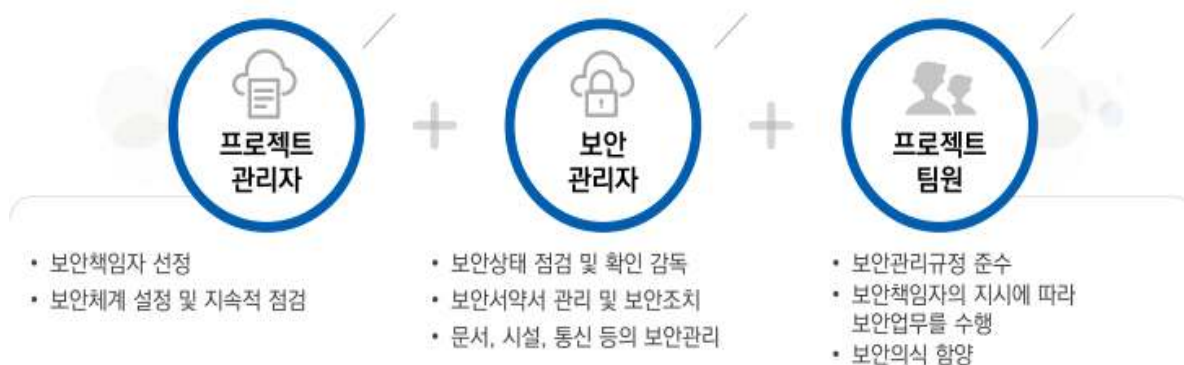 프로젝트
관리자
보안
관리자
프로젝트
팀원
• 보안책임자 선정
• 보안체계 설정 및 지속적 점검
• 보안상태 점검 및 확인 감독
• 보안서약서 관리 및 보안조치
• 문서, 시설, 통신 등의 보안관리
• 보안관리규정 준수
• 보안책임자의 지시에 따라
보안업무를 수행
• 보안의식 함양